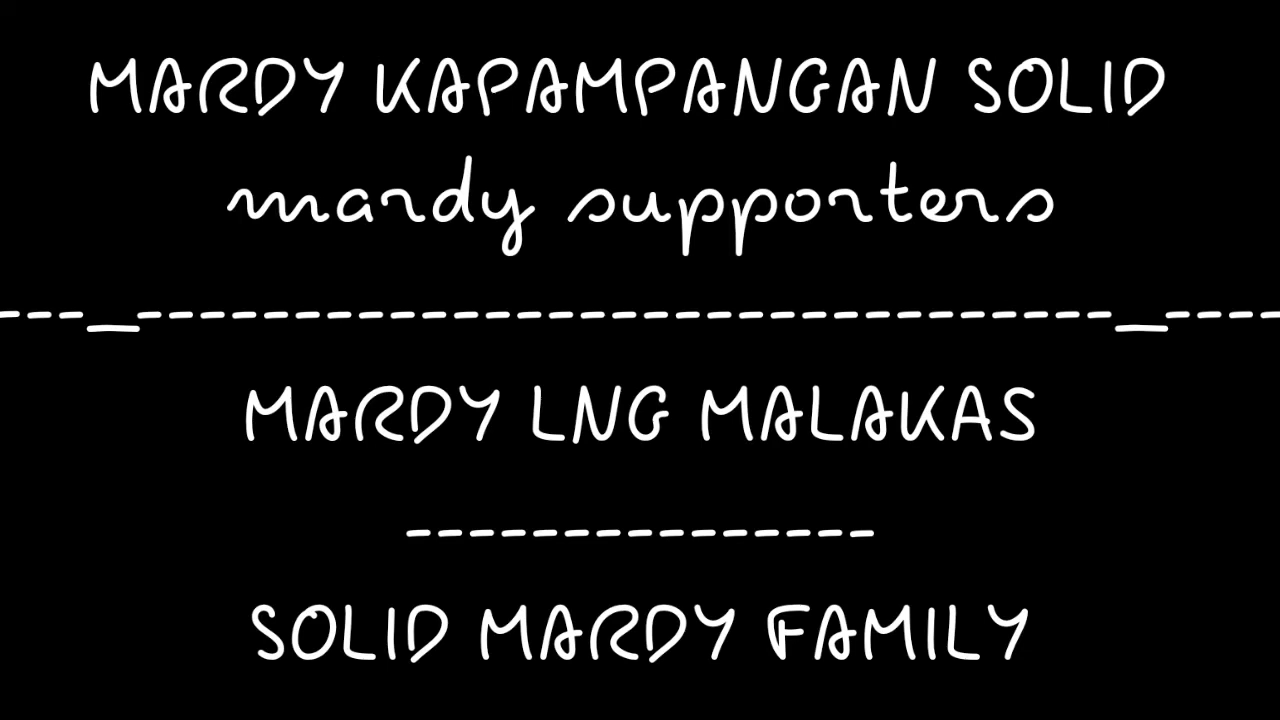 MARDY KAPAMPANGAN SOLID
mardy supporters
---_-------------------------------_----
MARDY LNG MALAKAS
---------------
SOLID MARDY FAMILY